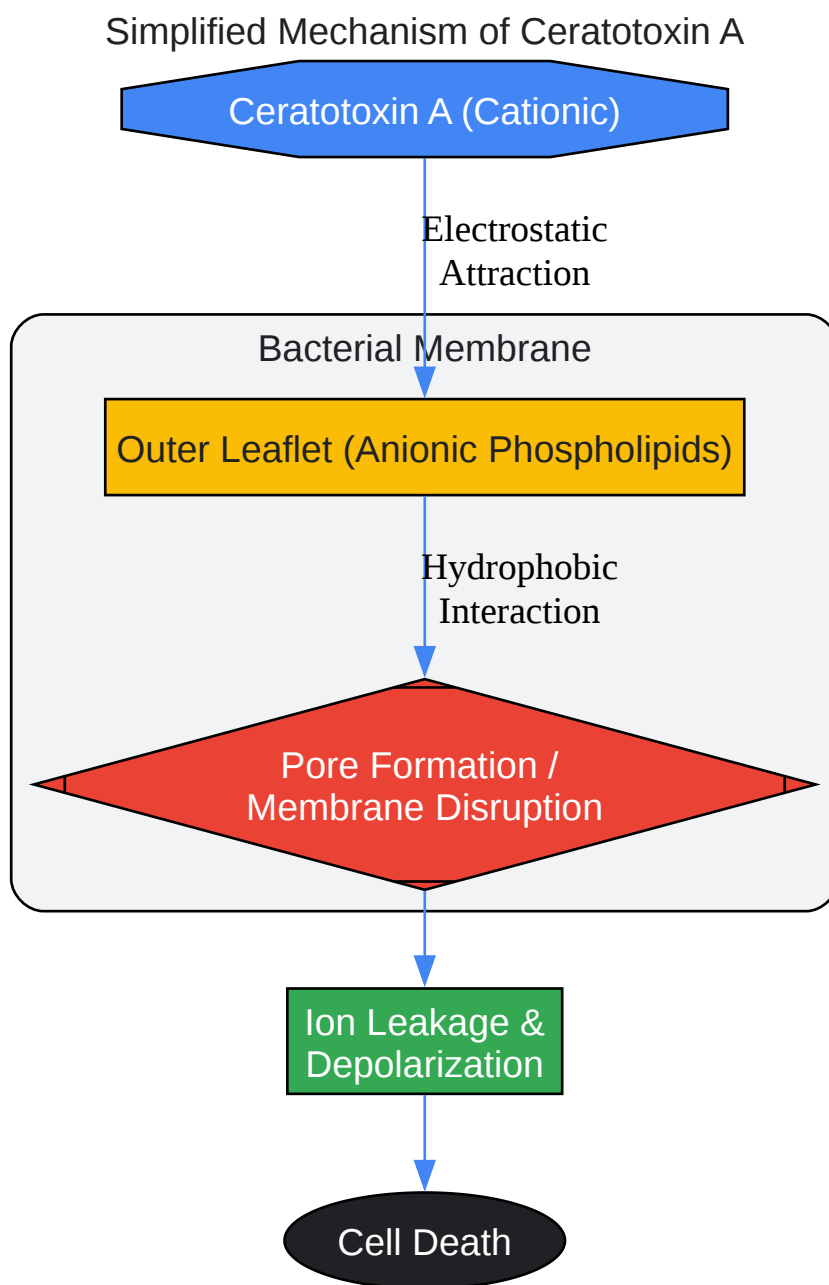 Simplified Mechanism of Ceratotoxin A
Ceratotoxin A (Cationic)
Electrostatic
Attraction
Bacterial Membrane
Outer Leaflet (Anionic Phospholipids)
Hydrophobic
Interaction
Pore Formation /
Membrane Disruption
Ion Leakage &
Depolarization
Cell Death